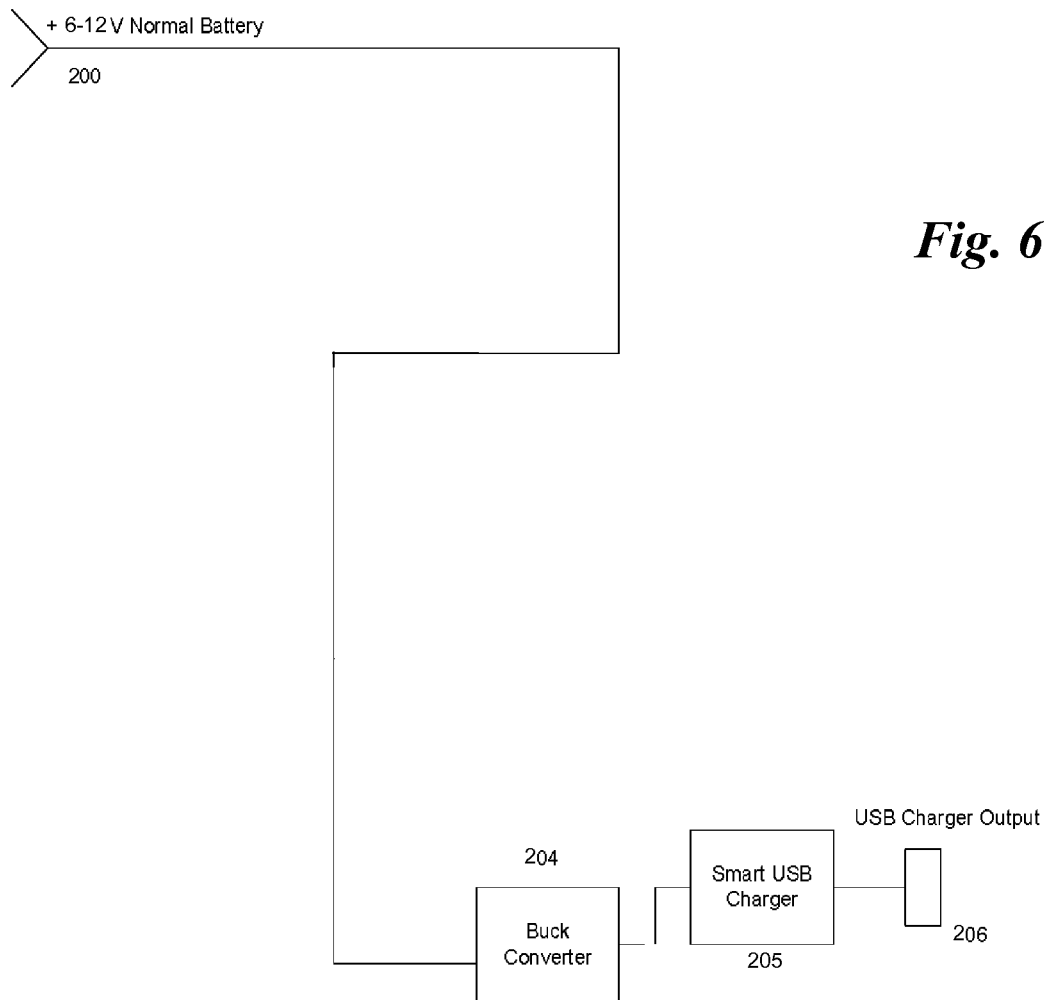 + 6-12 V Normal Battery
200
Fig. 6
USB Charger Output
204
Smart USB
Charger
Buck
Converter
206
205